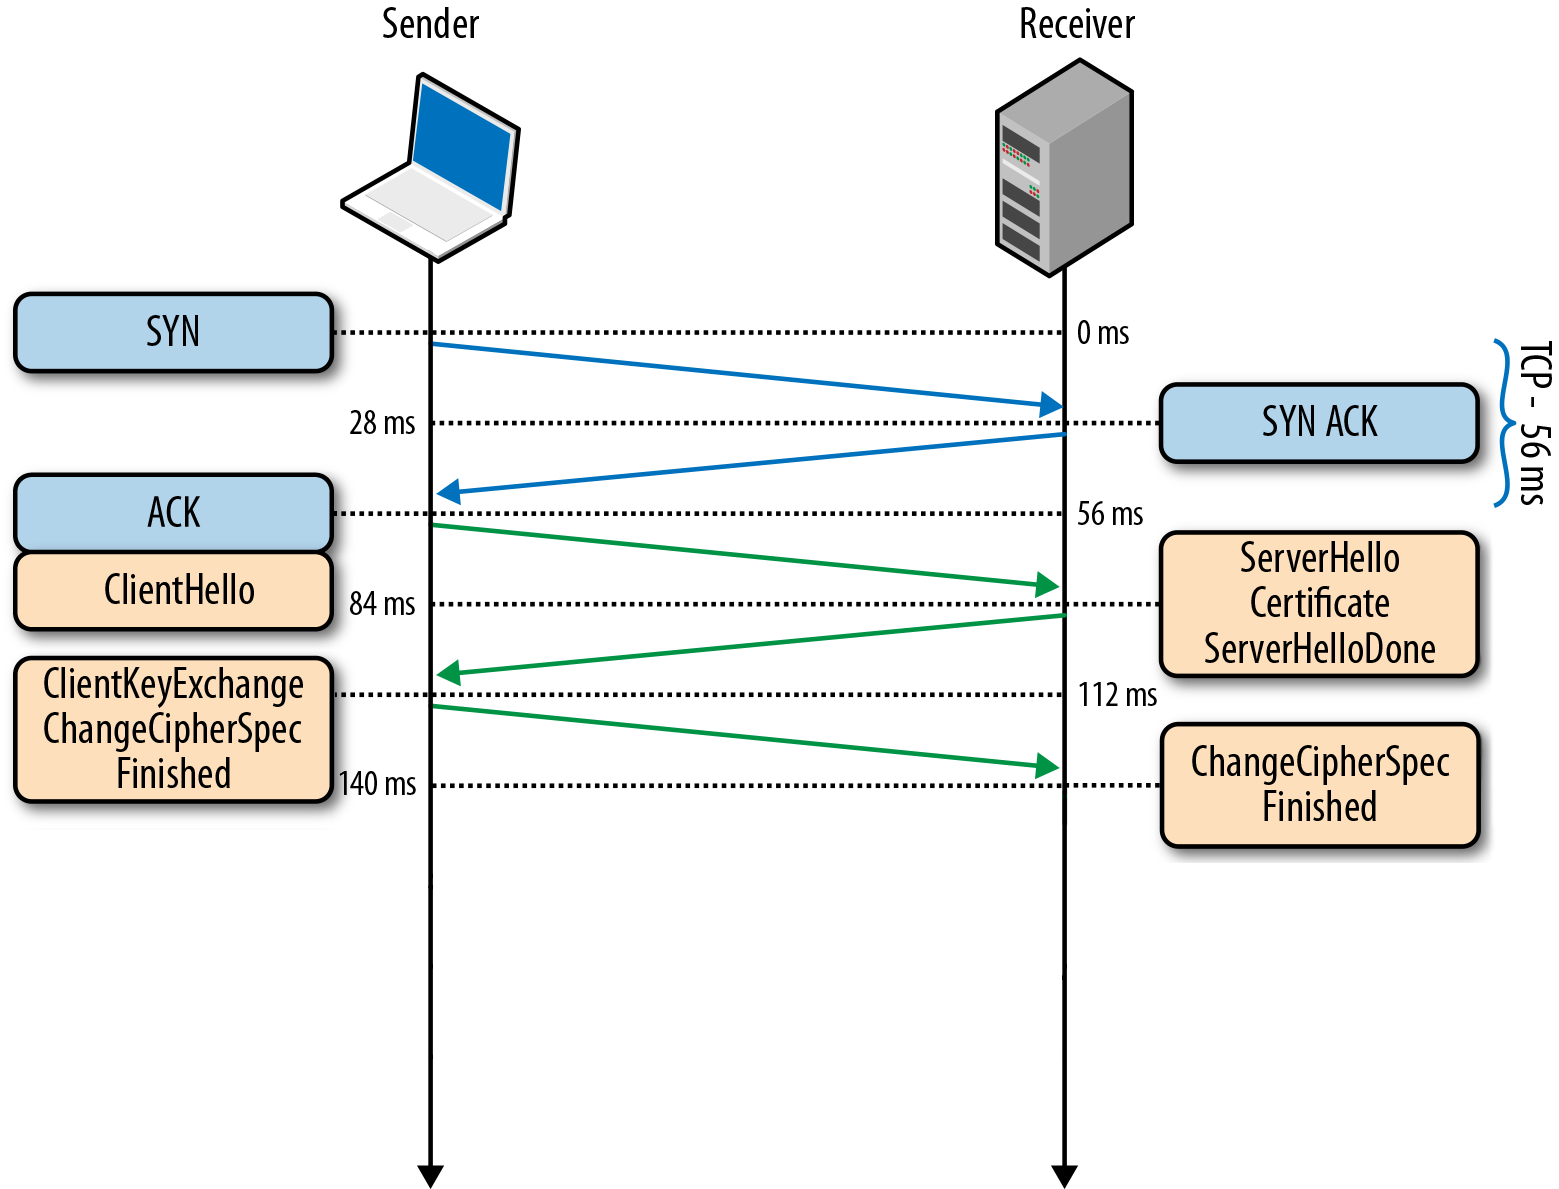 Sender
Receiver
SYN
0 ms
28 ms
SYN ACK
TCP - 56 ms
ACK
56 ms
ClientHello
84 ms
ServerHello
Certificate
ServerHelloDone
ClientKeyExchange
ChangeCipherSpec
Finished
112 ms
140 ms
ChangeCipherSpec
Finished